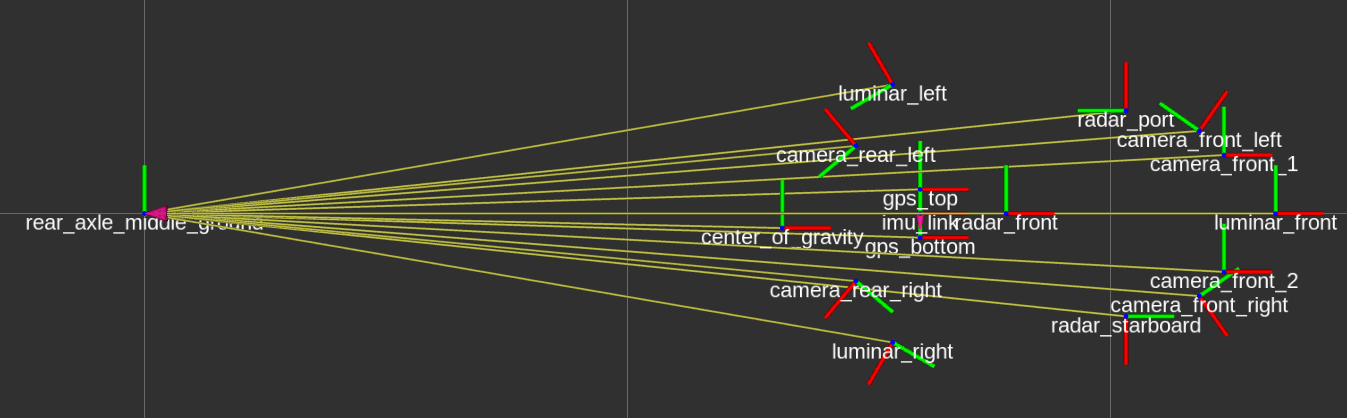 luminar_left
radar_port
camera_front_left
camera_rear_left
camera_front_1
gps_top
rear_axle_middle_ground
imu_link
radar_front
luminar_front
center_of_gravity
gps_bottom
camera_front_2
camera_rear_right
camera_front_right
radar_starboard
luminar_right